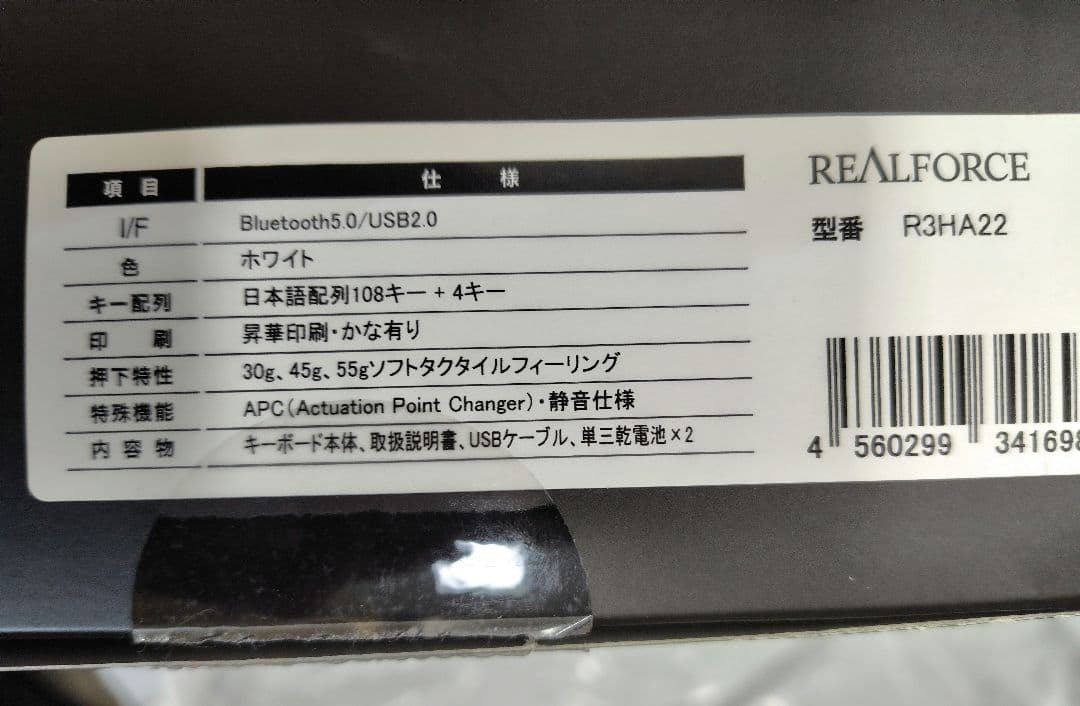 項目 仕様
I/F Bluetooth5.0/USB2.0
色 ホワイト
キー配列 日本語配列108キー + 4キー
印刷 昇華印刷・かな有り
押下特性 30g、45g、55gソフトタクタイルフィーリング
特殊機能 APC(Actuation Point Changer)・静音仕様
内容物 キーボード本体、取扱説明書、USBケーブル、単三乾電池×2
REALFORCE
型番 R3HA22
4 560299 341698